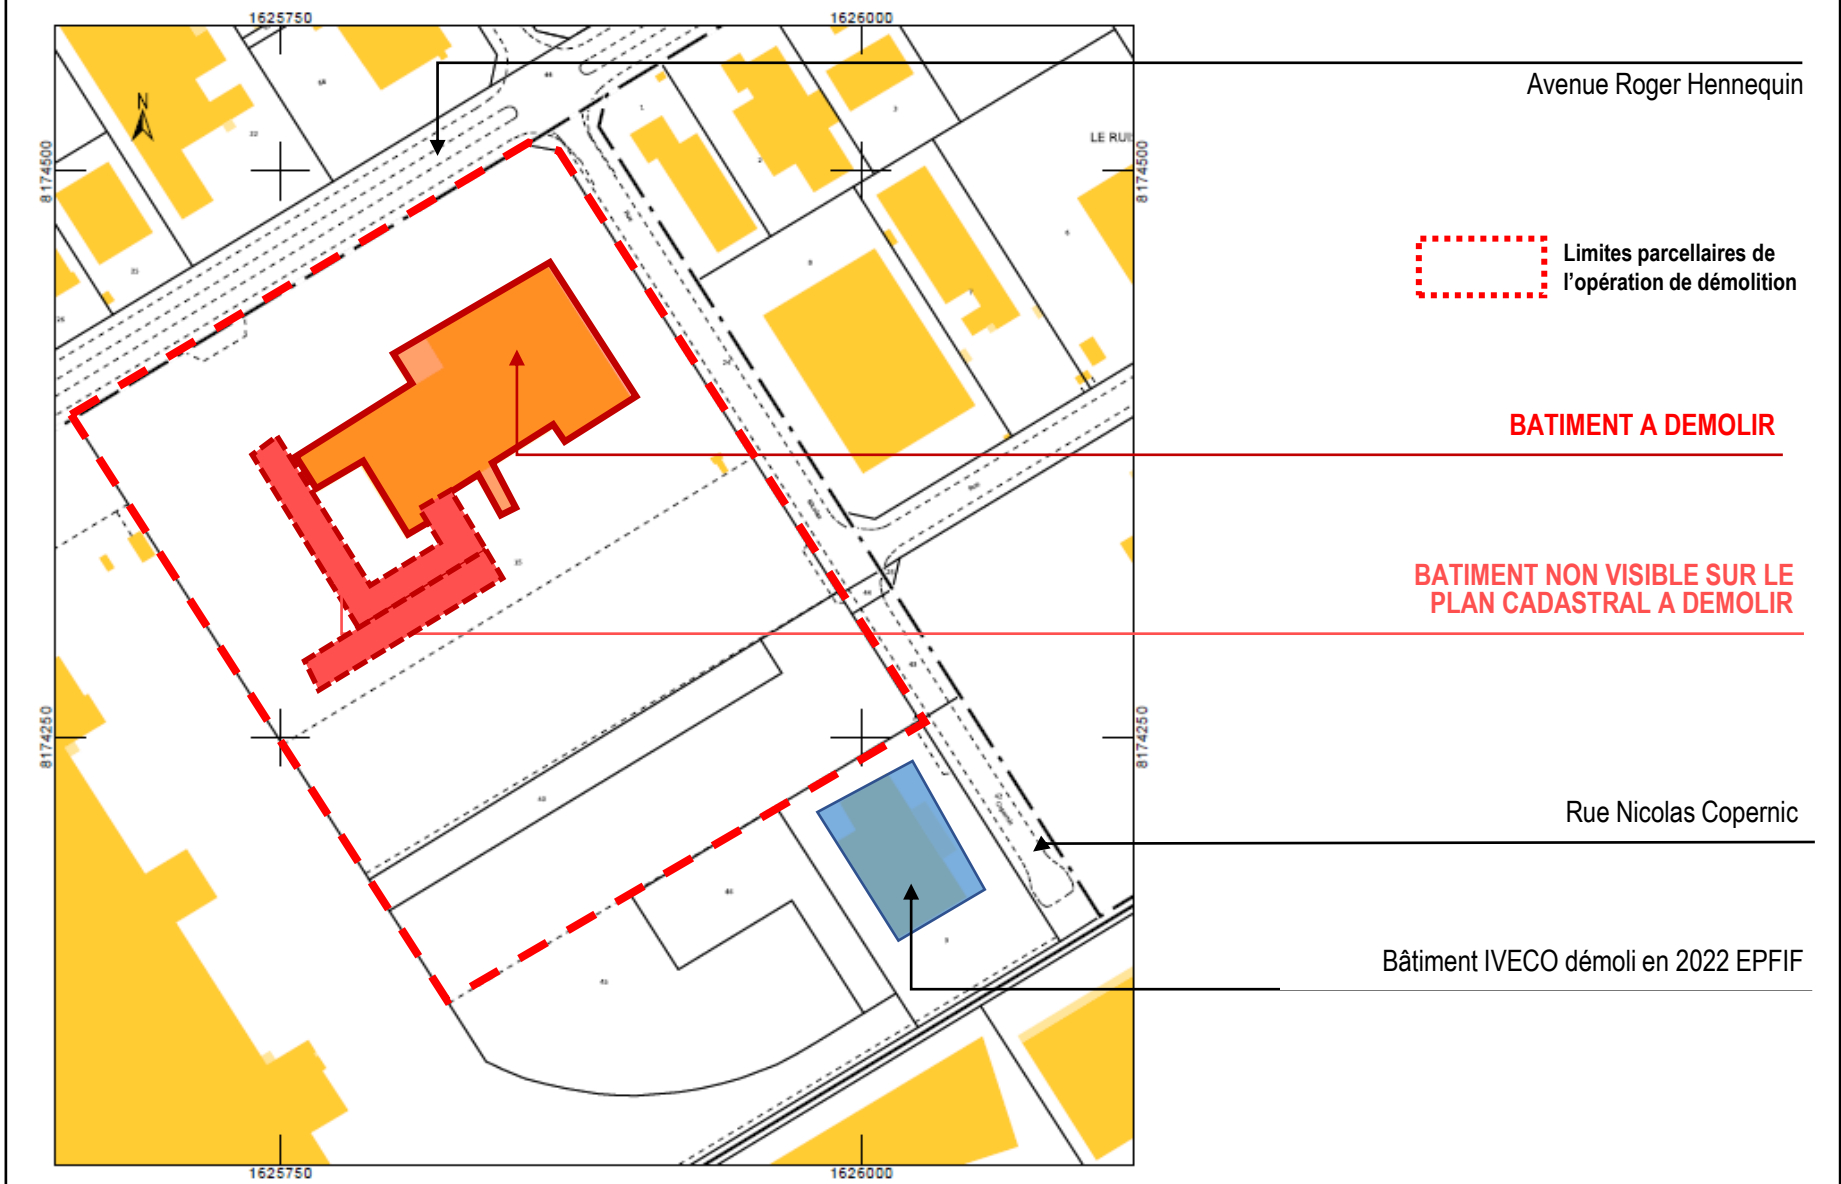 1625750
1626000
Avenue Roger Hennequin
N
LE RUI
8174500
8174500
Limites parcellaires de
l'opération de démolition
BATIMENT A DEMOLIR
BATIMENT NON VISIBLE SUR LE
PLAN CADASTRAL A DEMOLIR
8174250
8174250
Rue Nicolas Copernic
Bâtiment IVECO démoli en 2022 EPFIF
1625750
1626000